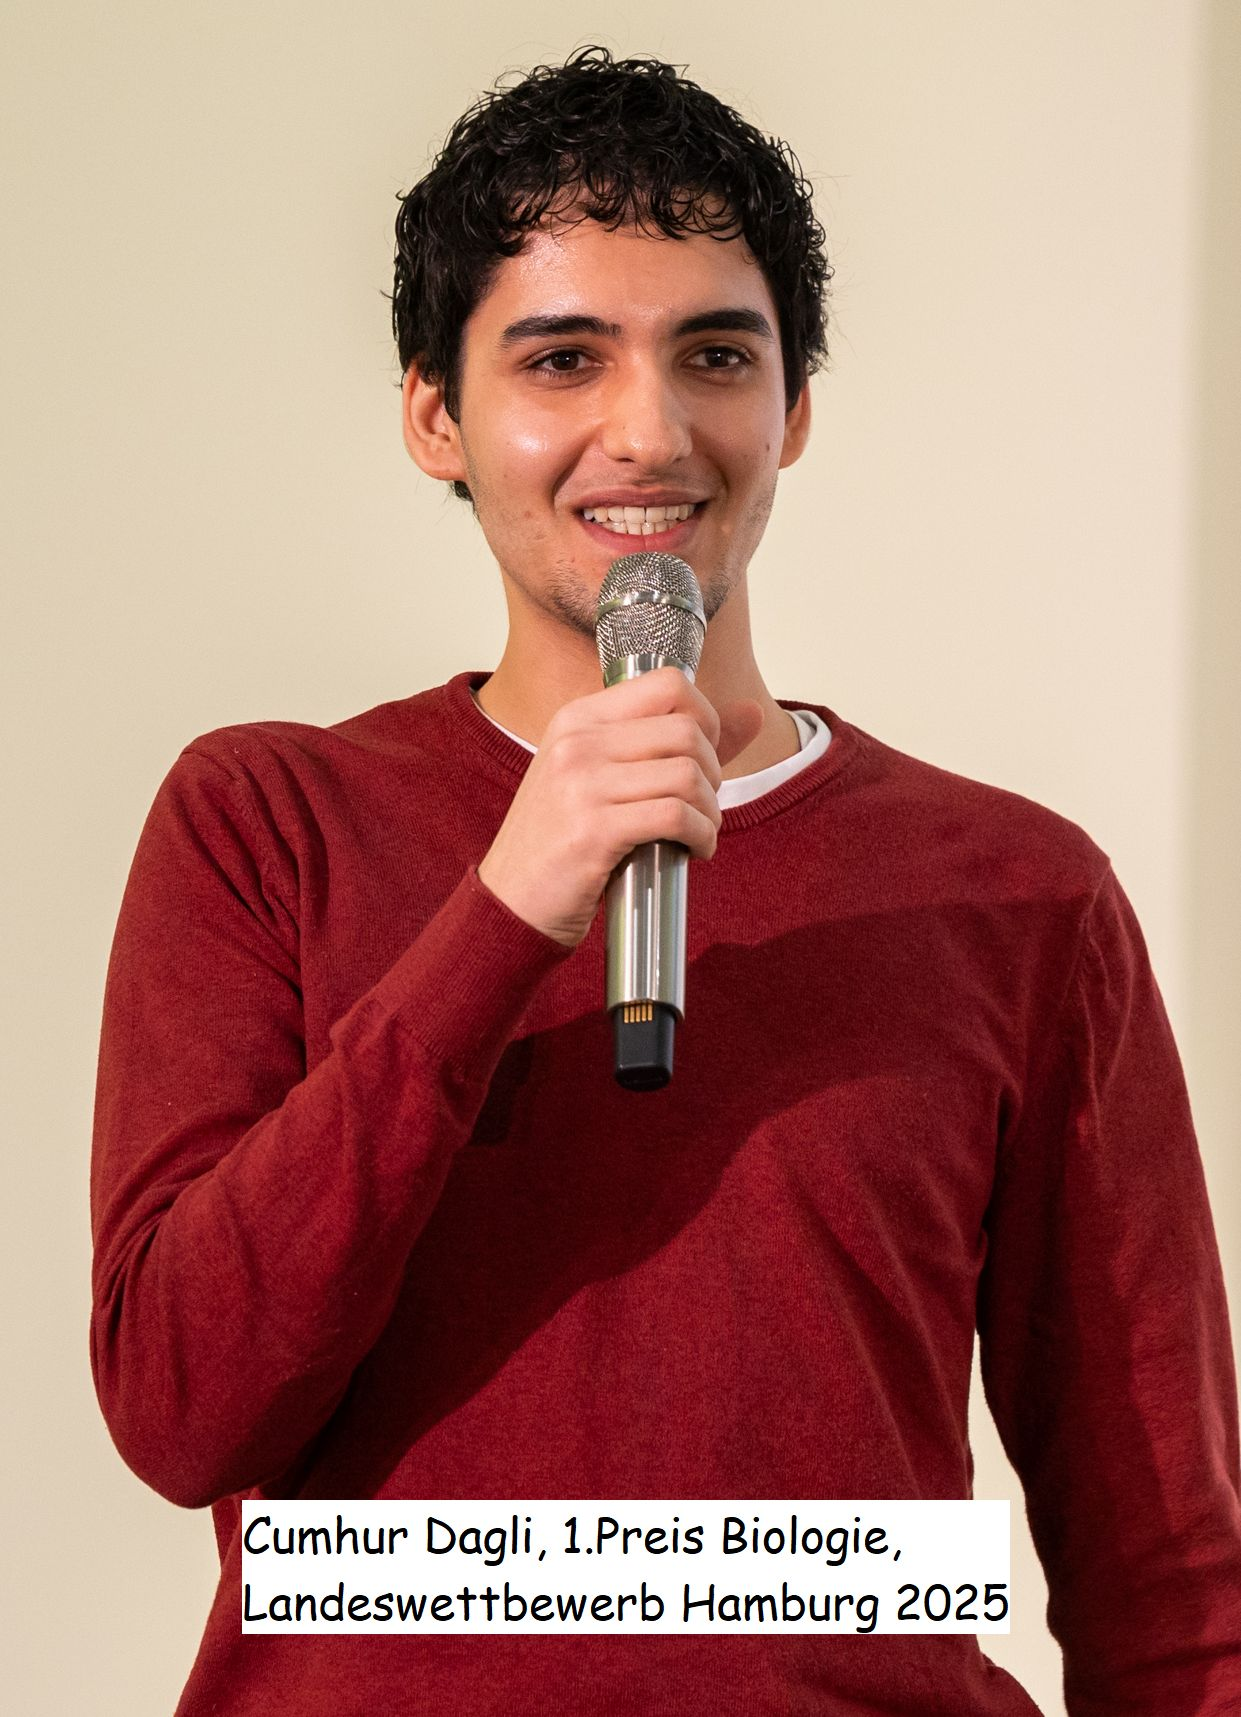 Cumhur Dagli, 1.Preis Biologie,
Landeswettbewerb Hamburg 2025